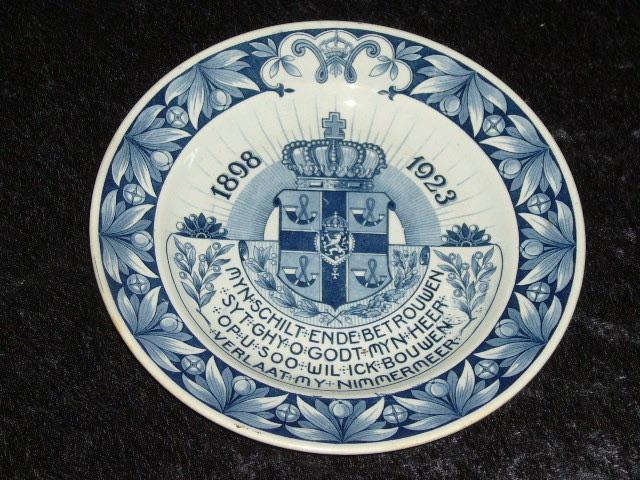 W
1898 1923
MYN·SCHILT·ENDE·BETROUWEN
SYT·GHY·O·GODT·MYN·HEER·
·OP·U·SOO·WIL·ICK·BOUWEN·
·VERLAAT·MY·NIMMERMEER·